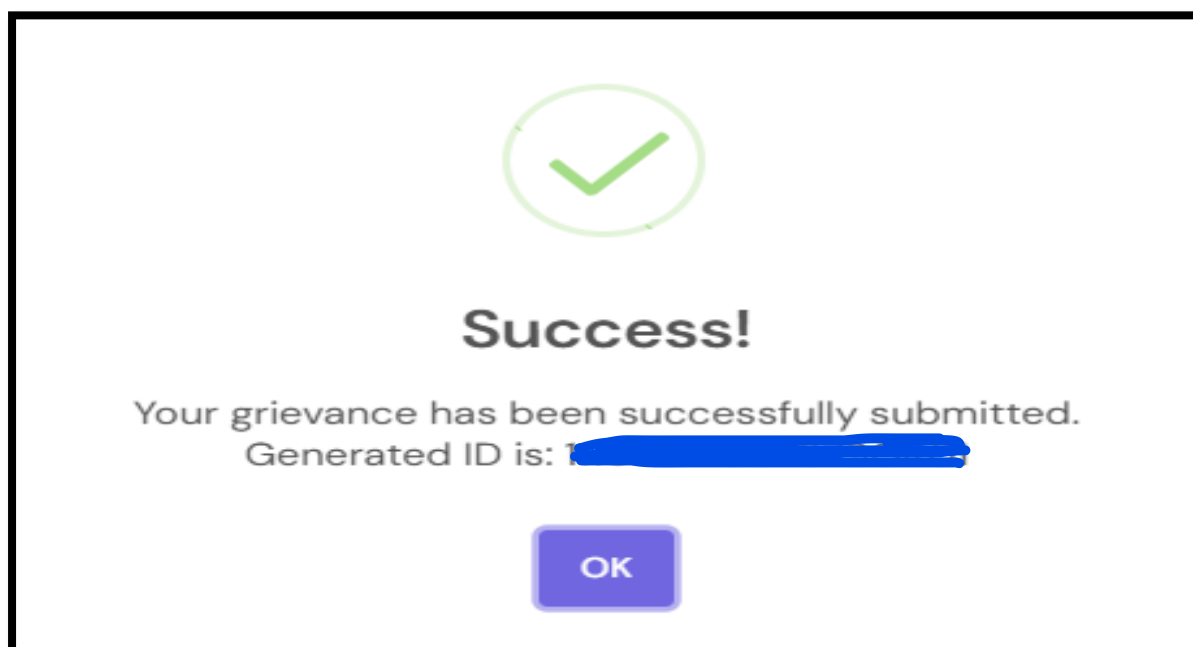 Success!
Your grievance has been successfully submitted.
Generated ID is:
OK